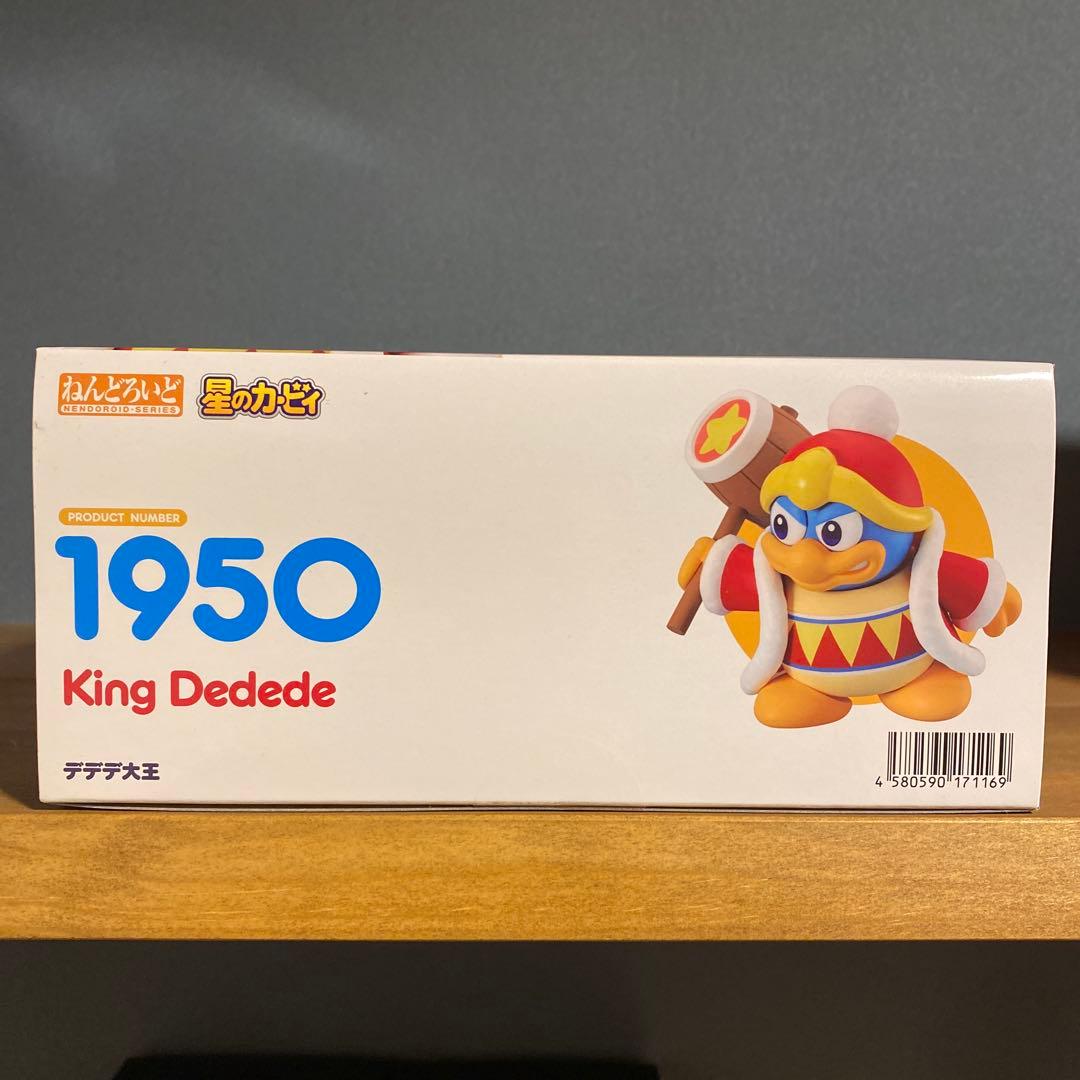 ねんどろいど
NENDOROID·SERIES
星のカービィ
PRODUCT NUMBER
1950
King Dedede
デデデ大王
4 580590 171169